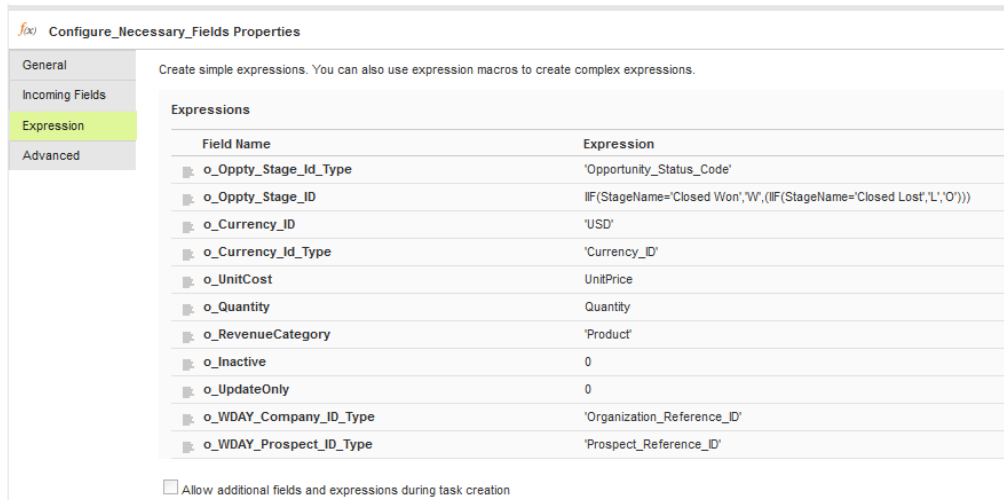 f(x) Configure_Necessary_Fields Properties
General
Incoming Fields
Expression
Advanced
Create simple expressions. You can also use expression macros to create complex expressions.
Expressions
Field Name Expression
o_Oppty_Stage_Id_Type 'Opportunity_Status_Code'
o_Oppty_Stage_ID IIF(StageName='Closed Won','W',(IIF(StageName='Closed Lost','L','O')))
o_Currency_ID 'USD'
o_Currency_Id_Type 'Currency_ID'
o_UnitCost UnitPrice
o_Quantity Quantity
o_RevenueCategory 'Product'
o_Inactive 0
o_UpdateOnly 0
o_WDAY_Company_ID_Type 'Organization_Reference_ID'
o_WDAY_Prospect_ID_Type 'Prospect_Reference_ID'
Allow additional fields and expressions during task creation